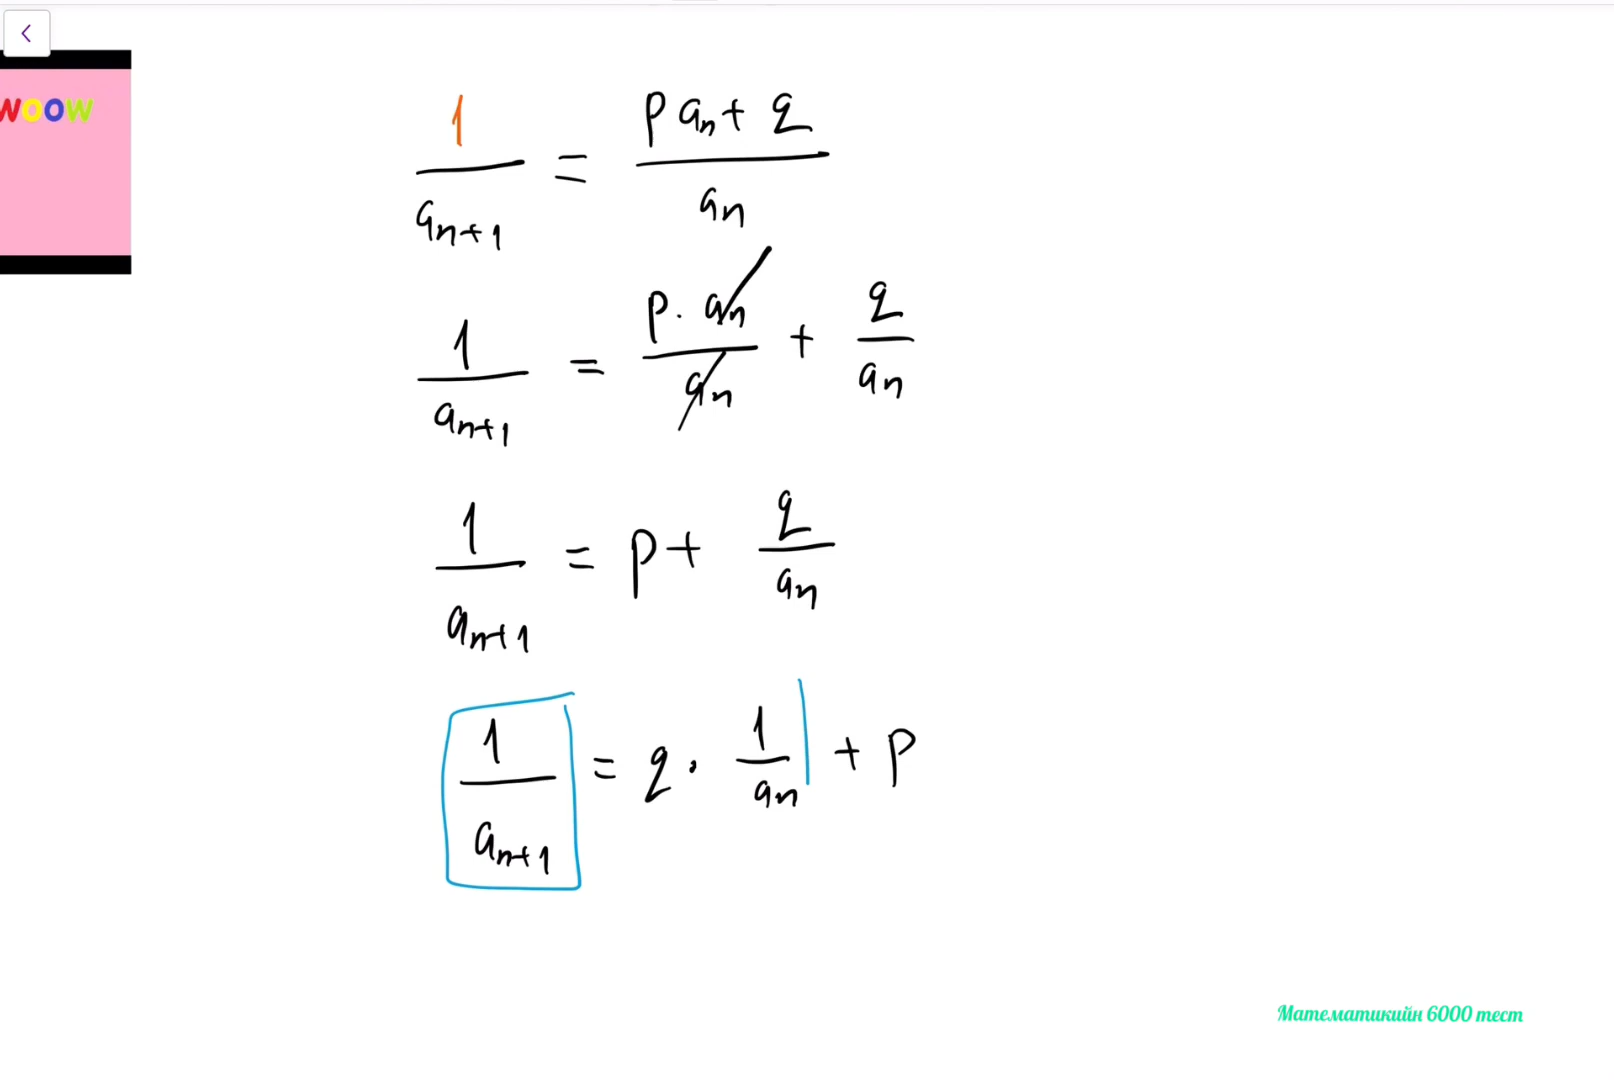 WOOW
1/a_{n+1} = (p a_n + q)/a_n
1/a_{n+1} = (p · a_n)/a_n + q/a_n
1/a_{n+1} = p + q/a_n
1/a_{n+1} = q · 1/a_n + p
Математикийн 6000 тест